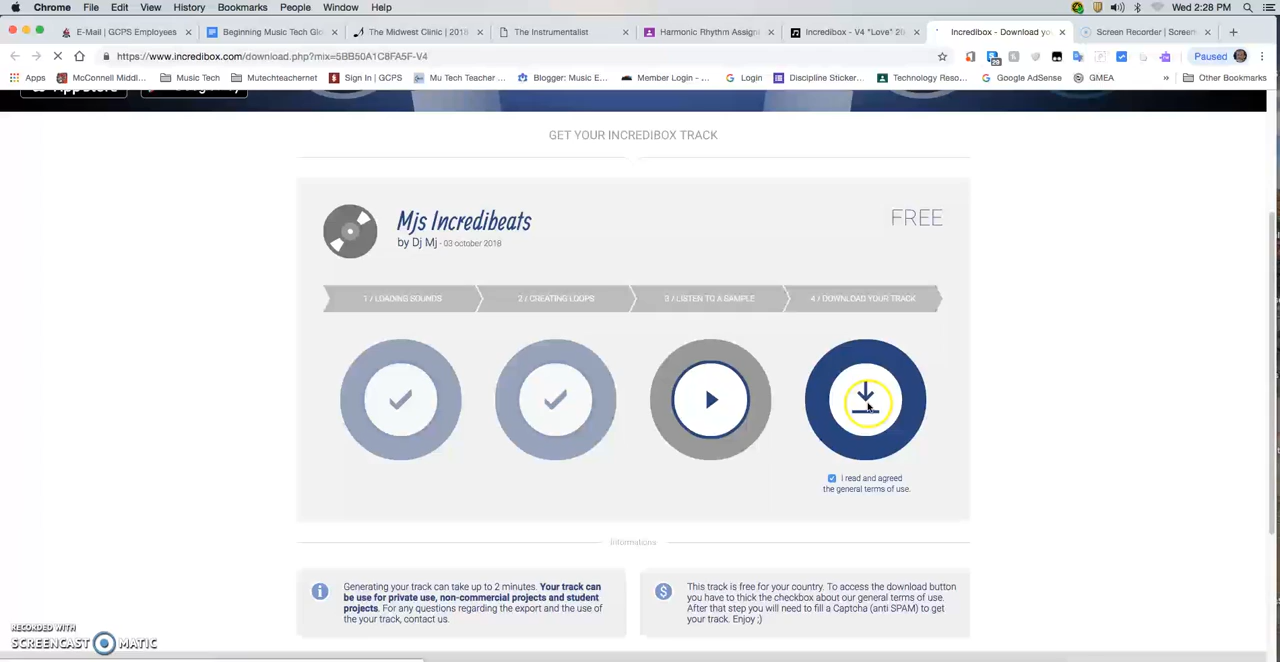 Chrome File Edit View History Bookmarks People Window Help Wed 2:28 PM
E-Mail | GCPS Employees Beginning Music Tech Glo The Midwest Clinic | 2018 The Instrumentalist Harmonic Rhythm Assign Incredibox - V4 "Love" 2B Incredibox - Download yo Screen Recorder | Screen
https://www.incredibox.com/download.php?mix=5BB50A1C8FA5F-V4 29 Paused
Apps McConnell Middl... Music Tech Mutechteacher Sign In | GCPS Mu Tech Teacher ... Blogger: Music E... Member Login -... Login Discipline Sticker... Technology Reso... Google AdSense GMEA » Other Bookmarks
GET YOUR INCREDIBOX TRACK
Mjs Incredibeats
FREE
by Dj Mj - 03 october 2018
1 / LOADING SOUNDS 2 / CREATING LOOPS 3 / LISTEN TO A SAMPLE 4 / DOWNLOAD YOUR TRACK
I read and agreed
the general terms of use.
Informations
Generating your track can take up to 2 minutes. Your track can
be use for private use, non-commercial projects and student
projects. For any questions regarding the export and the use of
the your track, contact us.
This track is free for your country. To access the download button
you have to thick the checkbox about our general terms of use.
After that step you will need to fill a Captcha (anti SPAM) to get
your track. Enjoy ;)
RECORDED WITH
SCREENCAST MATIC